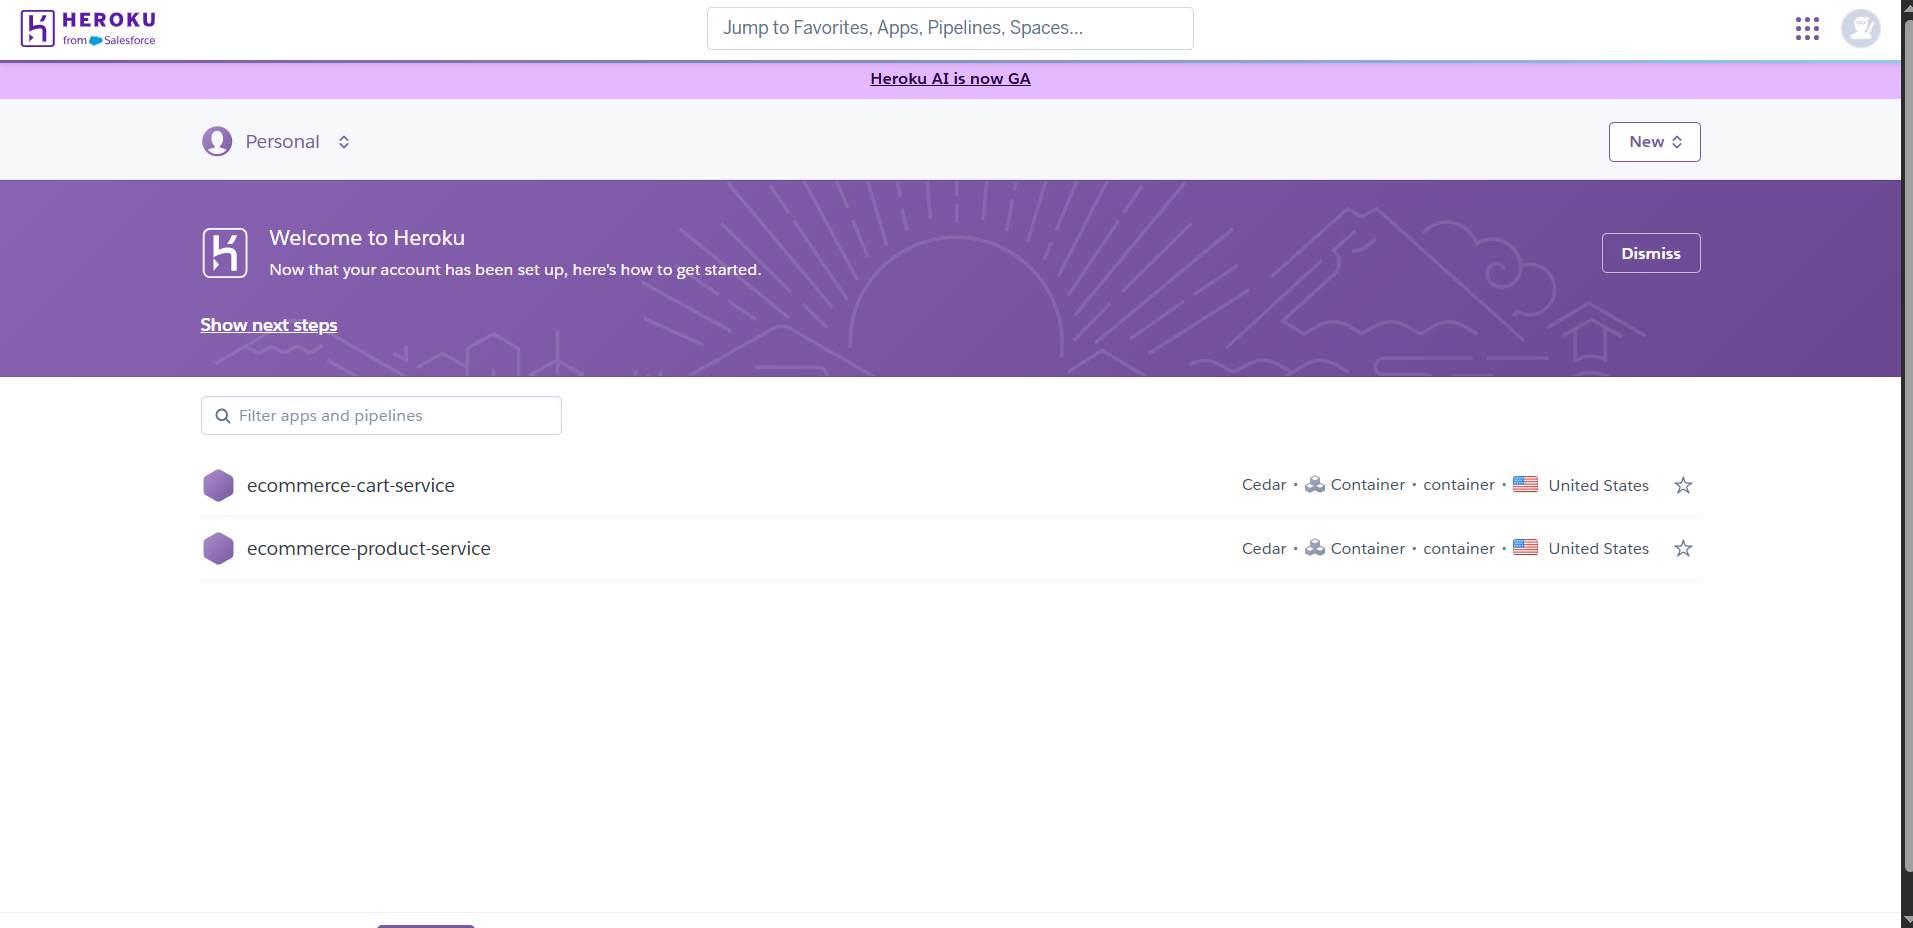 HEROKU
from Salesforce
Jump to Favorites, Apps, Pipelines, Spaces...
Heroku AI is now GA
Personal
New
Welcome to Heroku
Now that your account has been set up, here's how to get started.
Dismiss
Show next steps
Filter apps and pipelines
ecommerce-cart-service
Cedar · Container · container · United States
ecommerce-product-service
Cedar · Container · container · United States